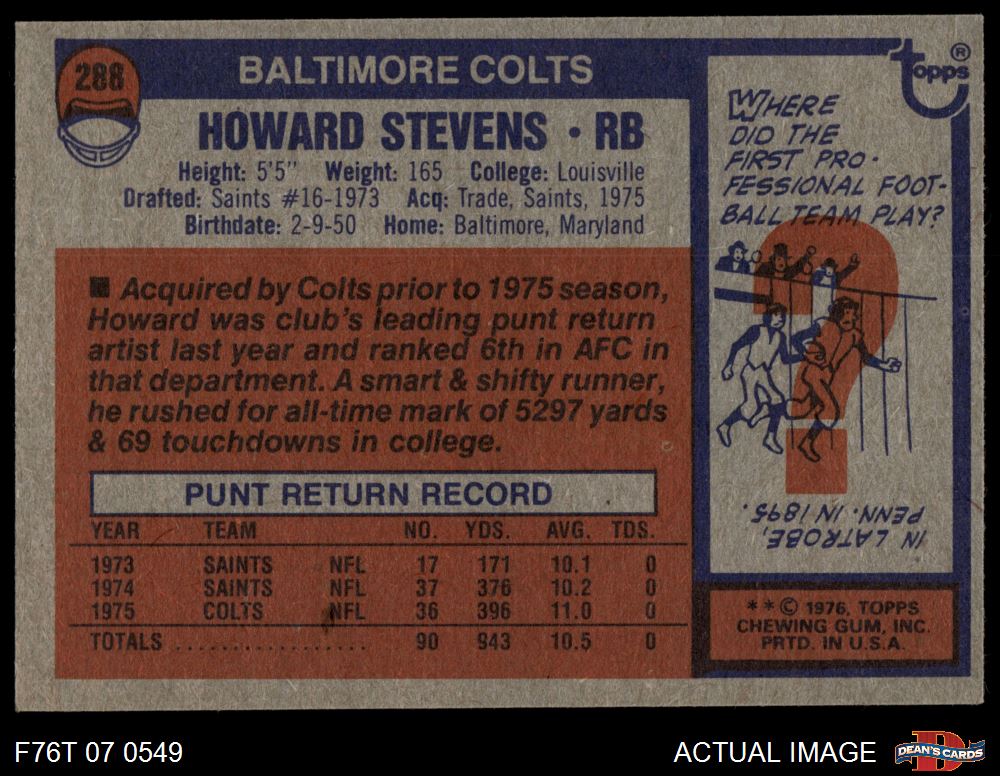 288
BALTIMORE COLTS
HOWARD STEVENS • RB
Height: 5'5" Weight: 165 College: Louisville
Drafted: Saints #16-1973 Acq: Trade, Saints, 1975
Birthdate: 2-9-50 Home: Baltimore, Maryland
■ Acquired by Colts prior to 1975 season,
Howard was club's leading punt return
artist last year and ranked 6th in AFC in
that department. A smart & shifty runner,
he rushed for all-time mark of 5297 yards
& 69 touchdowns in college.
PUNT RETURN RECORD
YEAR TEAM NO. YDS. AVG. TDS.
1973 SAINTS NFL 17 171 10.1 0
1974 SAINTS NFL 37 376 10.2 0
1975 COLTS NFL 36 396 11.0 0
TOTALS .................. 90 943 10.5 0
Topps ®
WHERE
DID THE
FIRST PRO-
FESSIONAL FOOT-
BALL TEAM PLAY?
IN LATROBE,
PENN. IN 1895.
**© 1976, TOPPS
CHEWING GUM, INC.
PRTD. IN U.S.A.
F76T 07 0549
ACTUAL IMAGE
D
DEAN'S CARDS